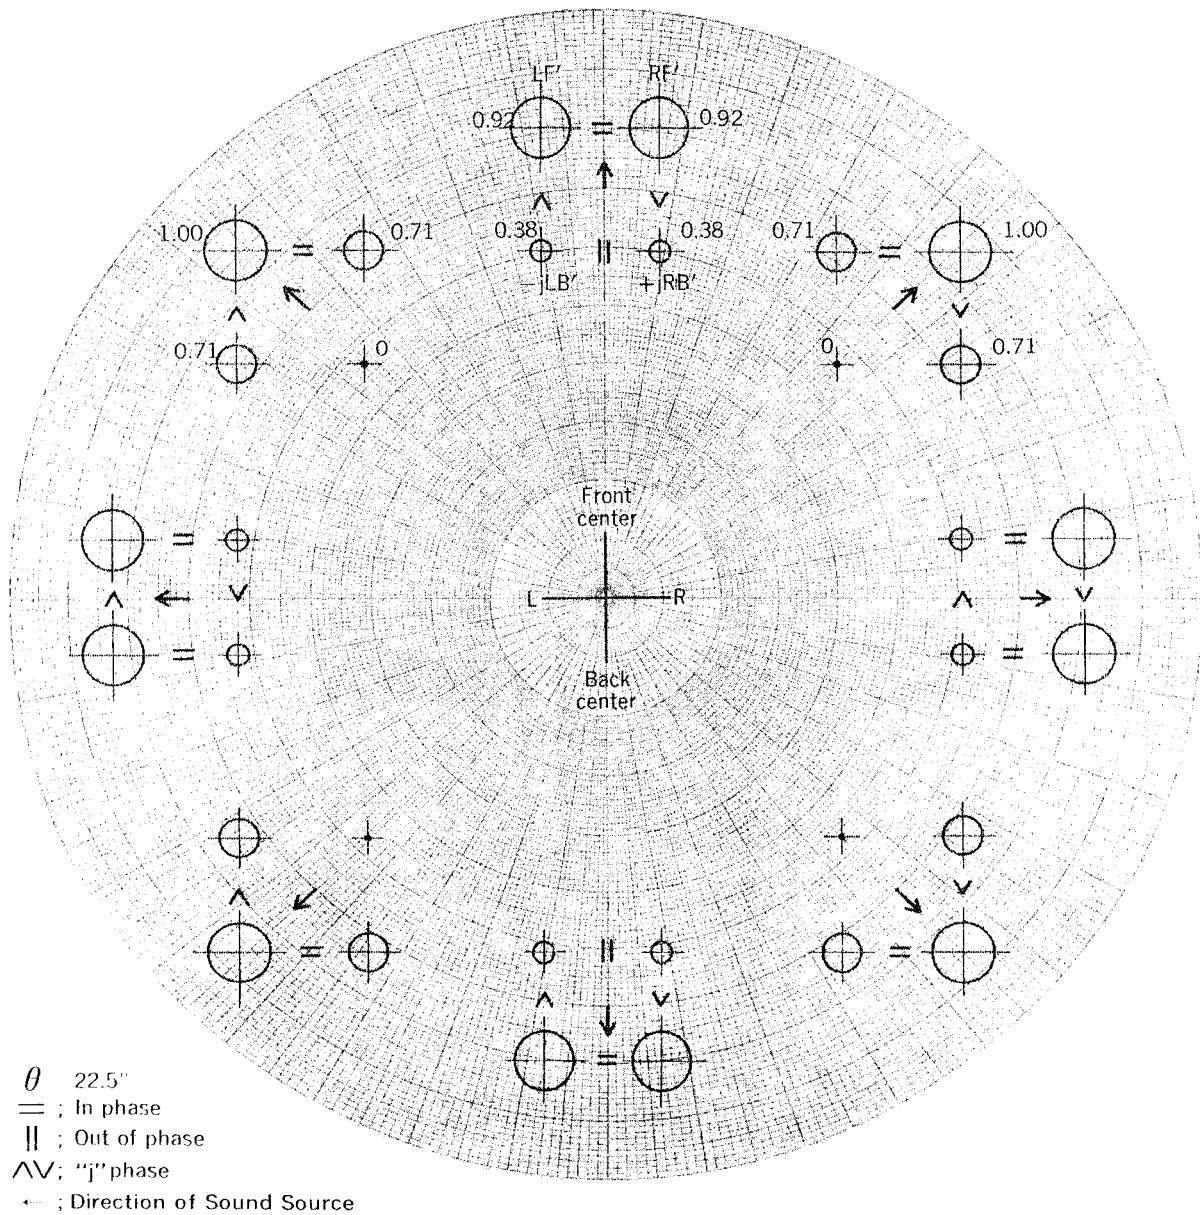 LF′ RF′
0.92 = 0.92
1.00 = 0.71 0.38 || 0.38 0.71 = 1.00
-jLB′ +jRB′
0.71 0 0 0.71
Front
center
L R
Back
center
θ 22.5″
= ; In phase
|| ; Out of phase
∧∨; "j" phase
← ; Direction of Sound Source